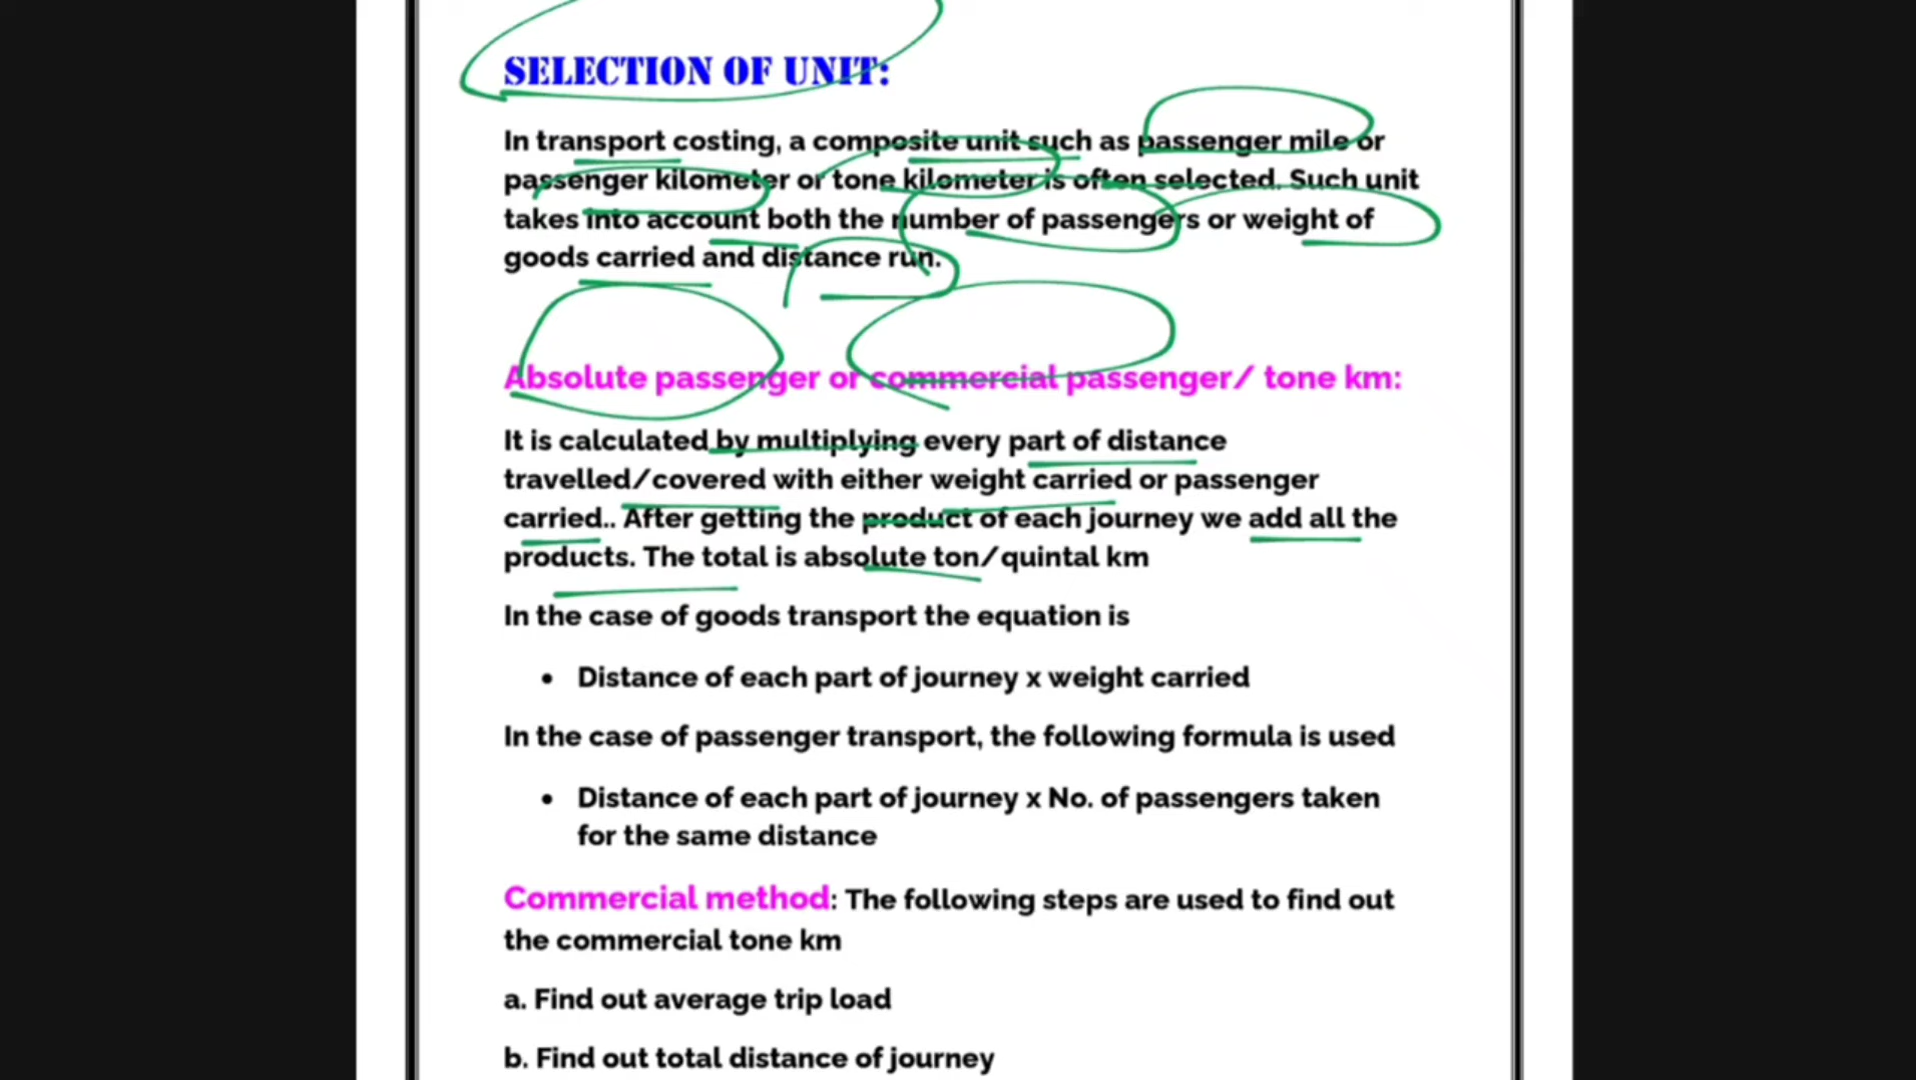 SELECTION OF UNIT:
In transport costing, a composite unit such as passenger mile or
passenger kilometer or tone kilometer is often selected. Such unit
takes into account both the number of passengers or weight of
goods carried and distance run.
Absolute passenger or commercial passenger/ tone km:
It is calculated by multiplying every part of distance
travelled/covered with either weight carried or passenger
carried.. After getting the product of each journey we add all the
products. The total is absolute ton/quintal km
In the case of goods transport the equation is
• Distance of each part of journey x weight carried
In the case of passenger transport, the following formula is used
• Distance of each part of journey x No. of passengers taken
for the same distance
Commercial method: The following steps are used to find out
the commercial tone km
a. Find out average trip load
b. Find out total distance of journey